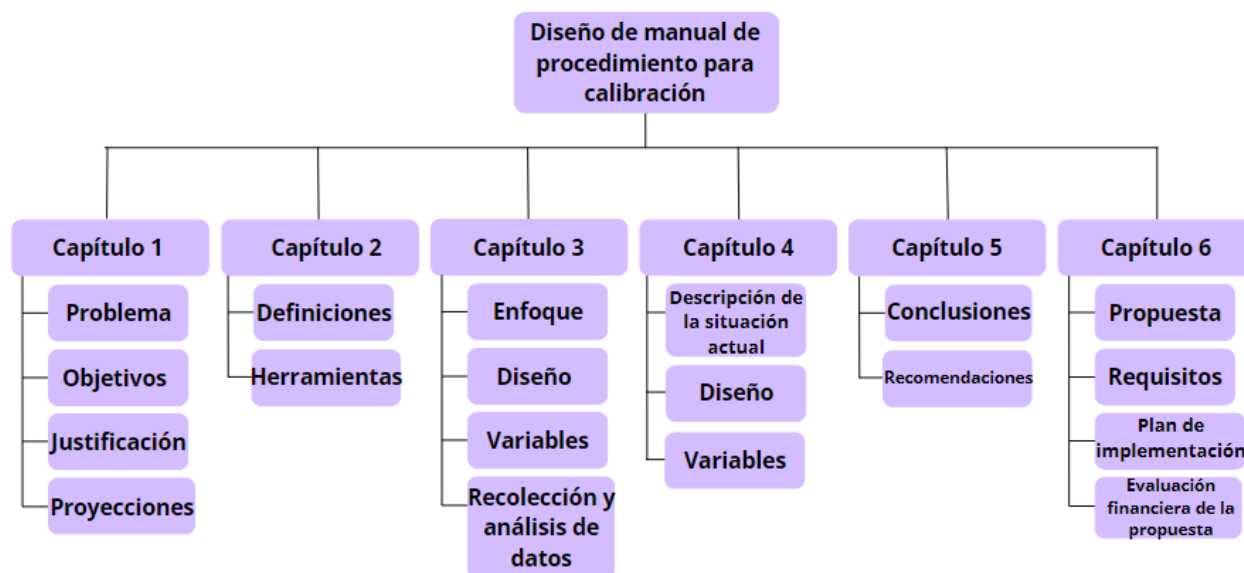 Diseño de manual de
procedimiento para
calibración
Capítulo 1
Problema
Objetivos
Justificación
Proyecciones
Capítulo 2
Definiciones
Herramientas
Capítulo 3
Enfoque
Diseño
Variables
Recolección y
análisis de
datos
Capítulo 4
Descripción de
la situación
actual
Diseño
Variables
Capítulo 5
Conclusiones
Recomendaciones
Capítulo 6
Propuesta
Requisitos
Plan de
implementación
Evaluación
financiera de la
propuesta